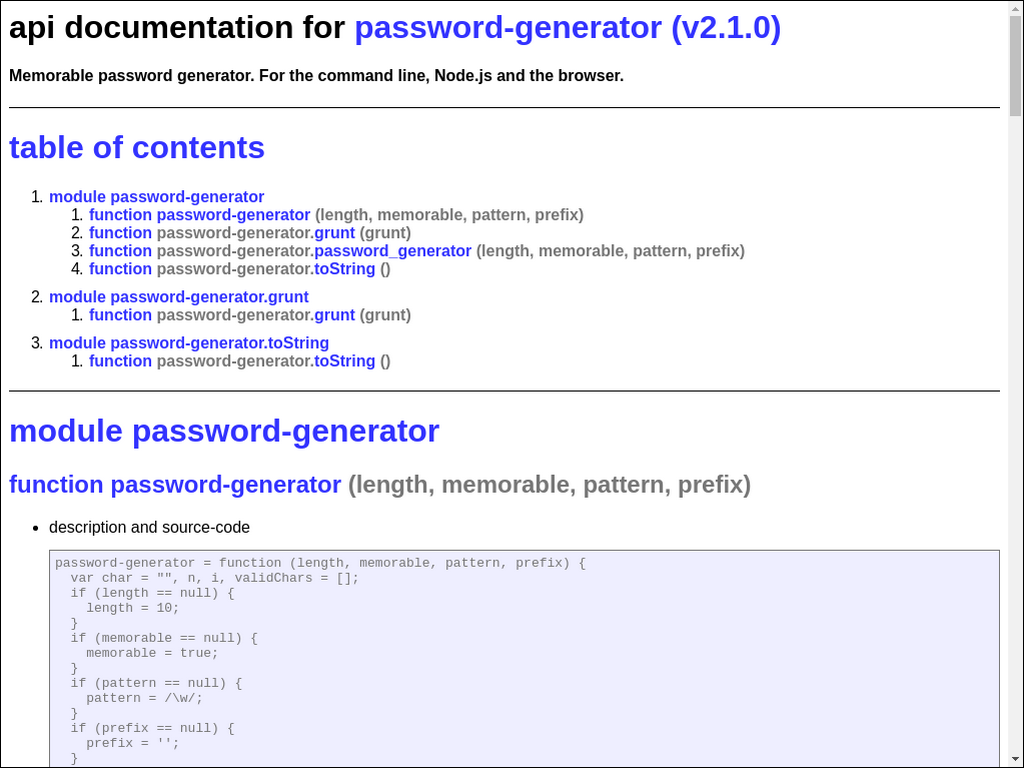 api documentation for password-generator (v2.1.0)
Memorable password generator. For the command line, Node.js and the browser.
table of contents
1. module password-generator
1. function password-generator (length, memorable, pattern, prefix)
2. function password-generator.grunt (grunt)
3. function password-generator.password_generator (length, memorable, pattern, prefix)
4. function password-generator.toString ()
2. module password-generator.grunt
1. function password-generator.grunt (grunt)
3. module password-generator.toString
1. function password-generator.toString ()
module password-generator
function password-generator (length, memorable, pattern, prefix)
• description and source-code
password-generator = function (length, memorable, pattern, prefix) {
  var char = "", n, i, validChars = [];
  if (length == null) {
    length = 10;
  }
  if (memorable == null) {
    memorable = true;
  }
  if (pattern == null) {
    pattern = /\w/;
  }
  if (prefix == null) {
    prefix = '';
  }